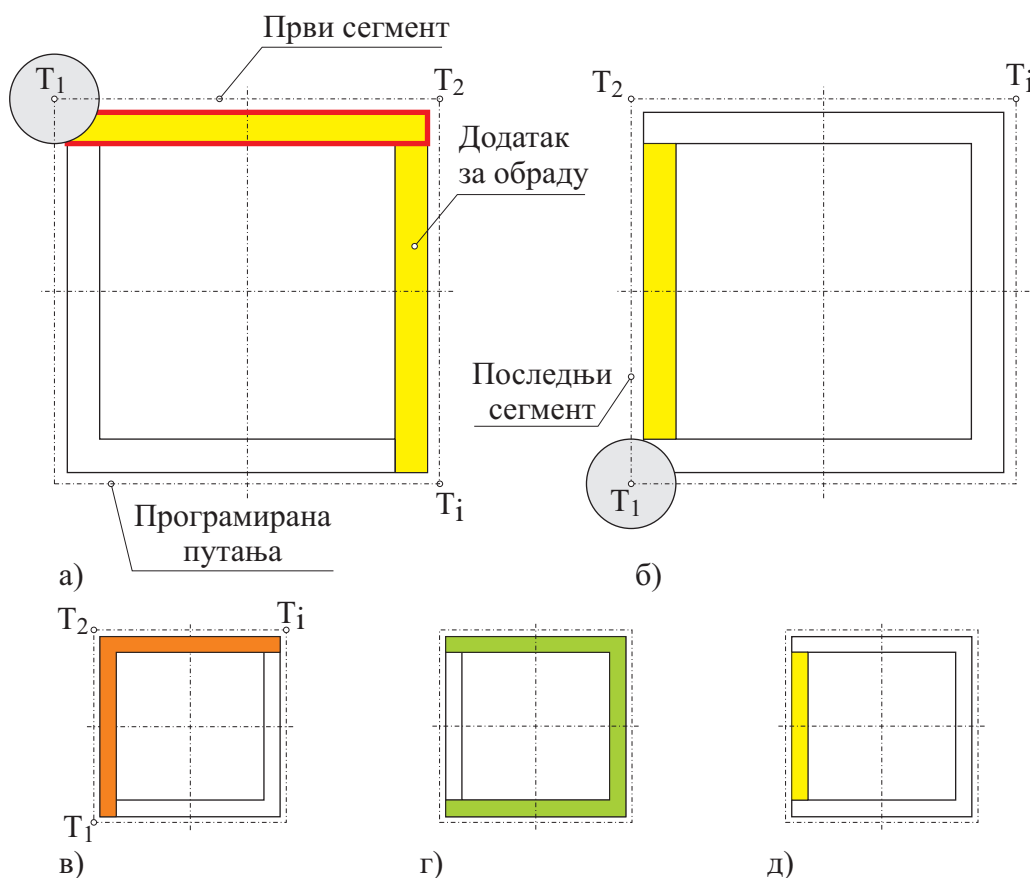 Први сегмент
T1
T2
Додатак
за обраду
Ti
Програмирана
путања
а)
T2
Ti
Последњи
сегмент
T1
б)
T2
Ti
T1
в)
г)
д)